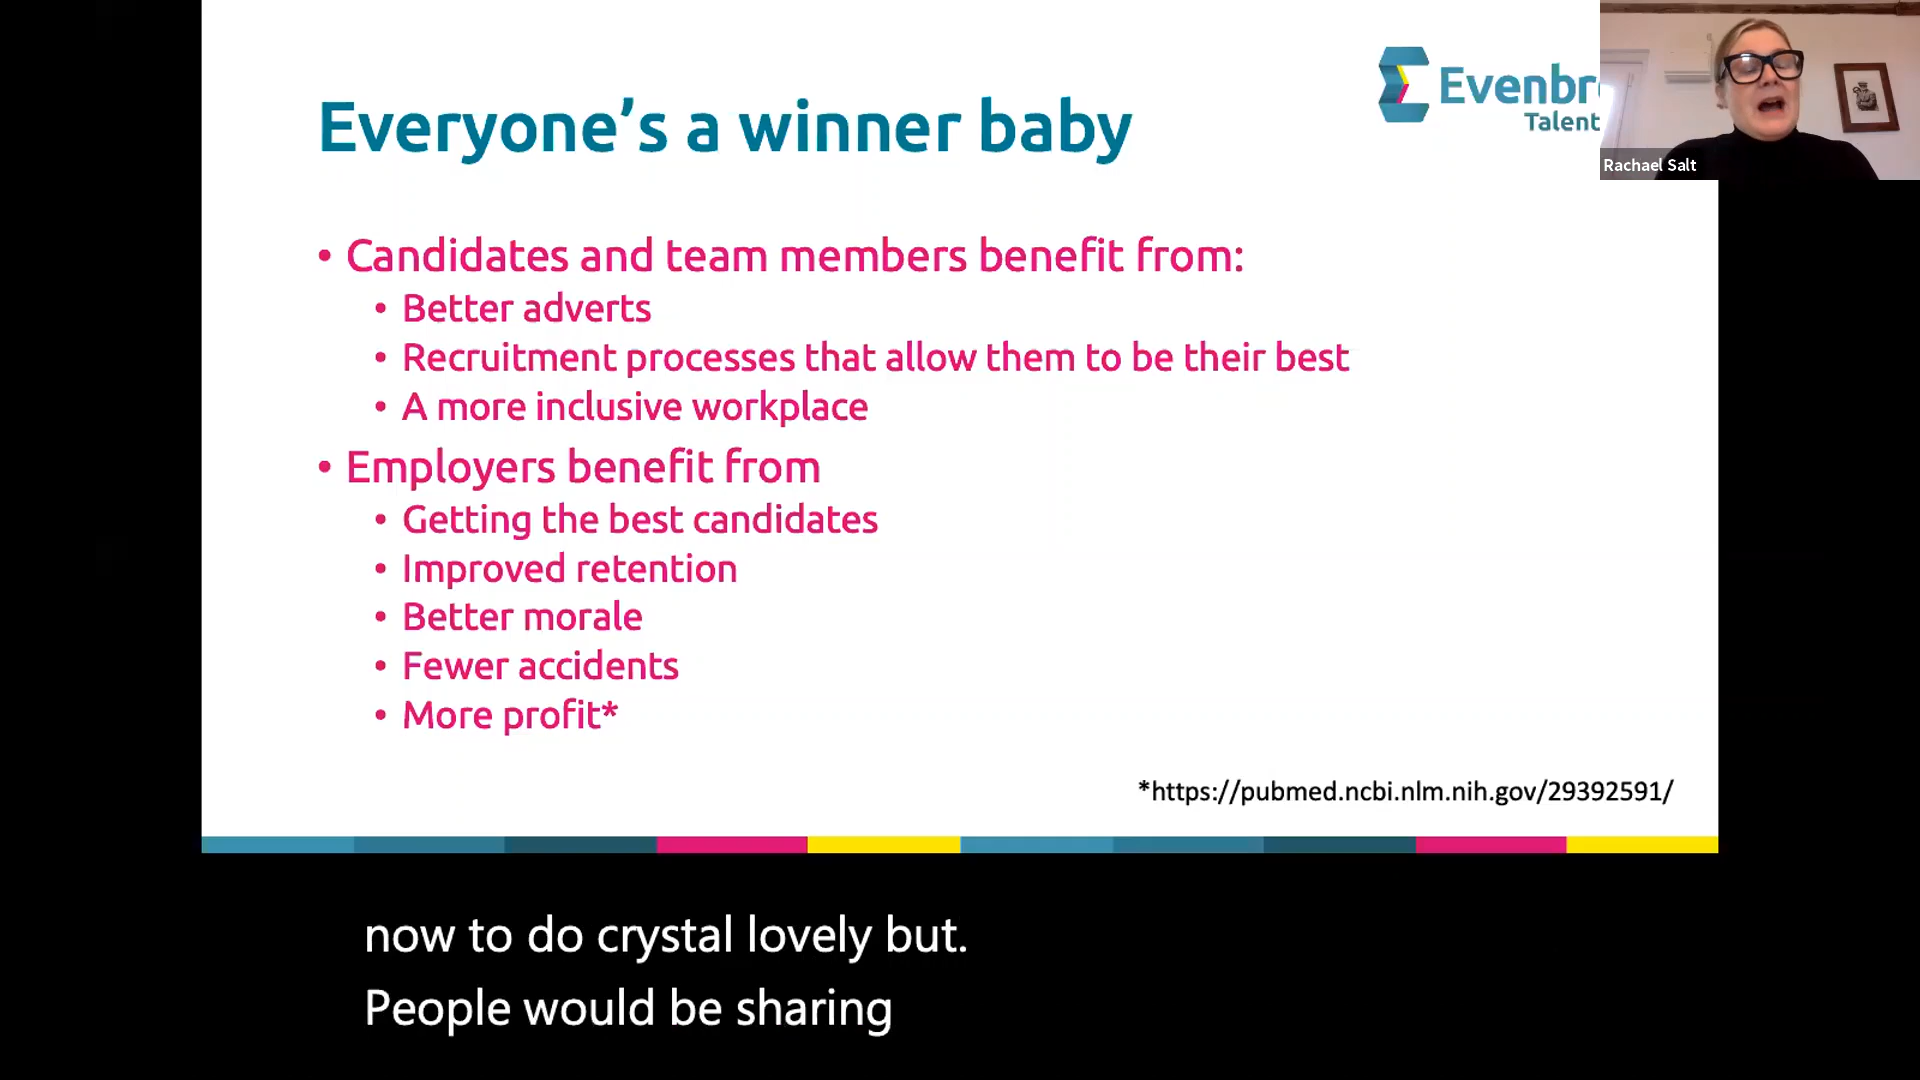 Everyone’s a winner baby
Evenbr
Talent
Rachael Salt
• Candidates and team members benefit from:
• Better adverts
• Recruitment processes that allow them to be their best
• A more inclusive workplace
• Employers benefit from
• Getting the best candidates
• Improved retention
• Better morale
• Fewer accidents
• More profit*
*https://pubmed.ncbi.nlm.nih.gov/29392591/
now to do crystal lovely but.
People would be sharing